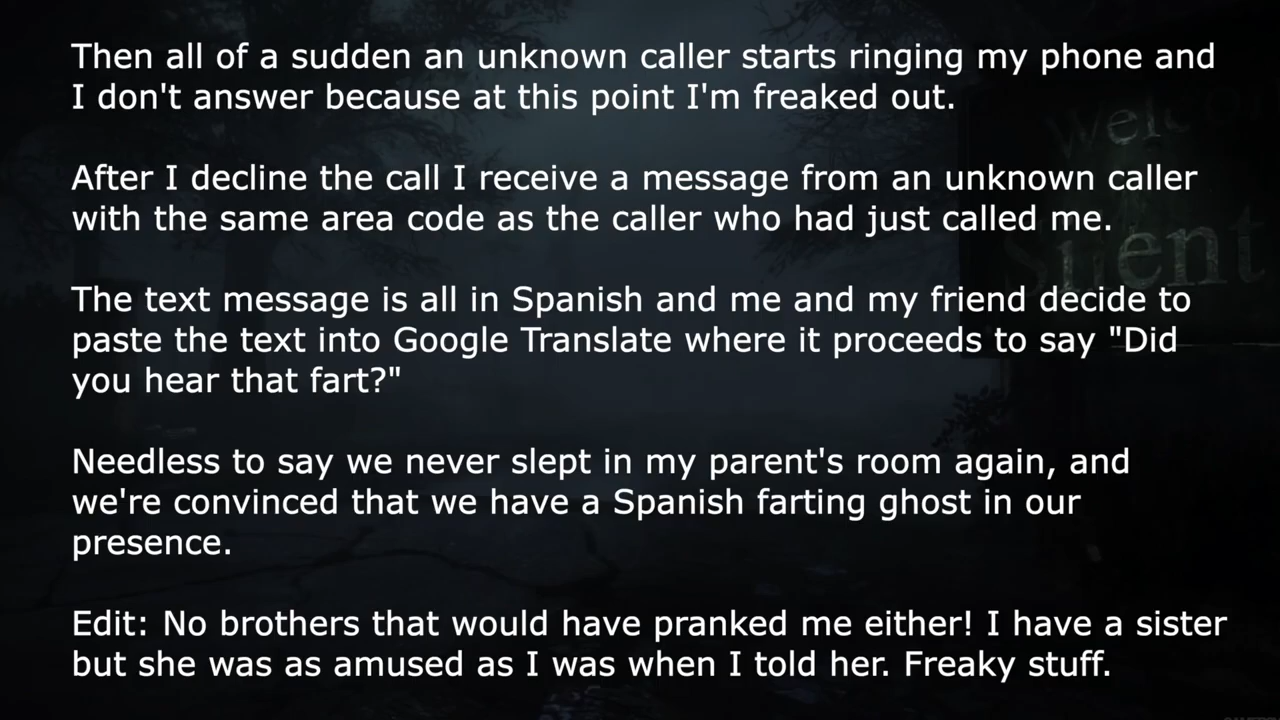 Then all of a sudden an unknown caller starts ringing my phone and
I don't answer because at this point I'm freaked out.
After I decline the call I receive a message from an unknown caller
with the same area code as the caller who had just called me.
The text message is all in Spanish and me and my friend decide to
paste the text into Google Translate where it proceeds to say "Did
you hear that fart?"
Needless to say we never slept in my parent's room again, and
we're convinced that we have a Spanish farting ghost in our
presence.
Edit: No brothers that would have pranked me either! I have a sister
but she was as amused as I was when I told her. Freaky stuff.
Silent